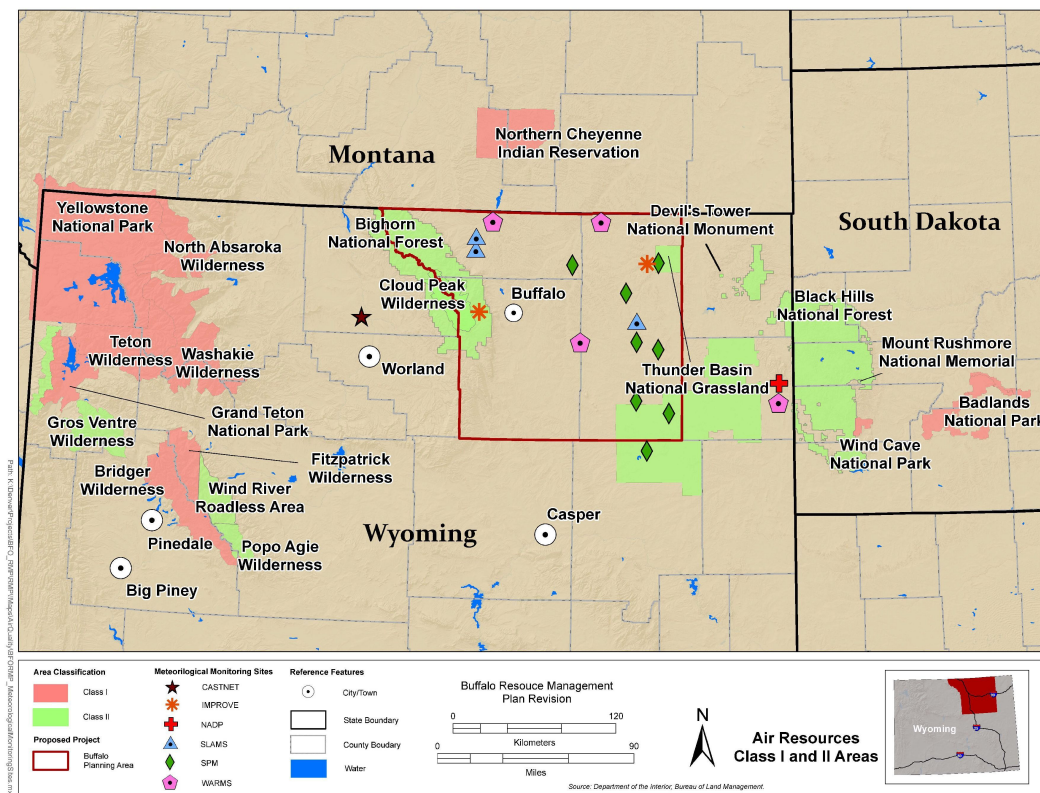 Northern Cheyenne
Indian Reservation
Montana
Yellowstone
National Park
North Absaroka
Wilderness
Bighorn
National Forest
Devil's Tower
National Monument
South Dakota
Cloud Peak
Wilderness
Buffalo
Black Hills
National Forest
Teton
Wilderness
Washakie
Wilderness
Worland
Thunder Basin
National Grassland
Mount Rushmore
National Memorial
Badlands
National Park
Grand Teton
National Park
Gros Ventre
Wilderness
Wind Cave
National Park
Fitzpatrick
Wilderness
Bridger
Wilderness
Wind River
Roadless Area
Pinedale
Popo Agie
Wilderness
Wyoming
Casper
Big Piney
Area Classification
Class I
Class II
Proposed Project
Buffalo
Planning Area
Meteorilogical Monitoring Sites
CASTNET
IMPROVE
NADP
SLAMS
SPM
WARMS
Reference Features
City/Town
State Boundary
County Boudary
Water
Buffalo Resouce Management
Plan Revision
0 120
Kilometers
0 90
Miles
N
Air Resources
Class I and II Areas
Wyoming
Source: Department of the Interior, Bureau of Land Management.